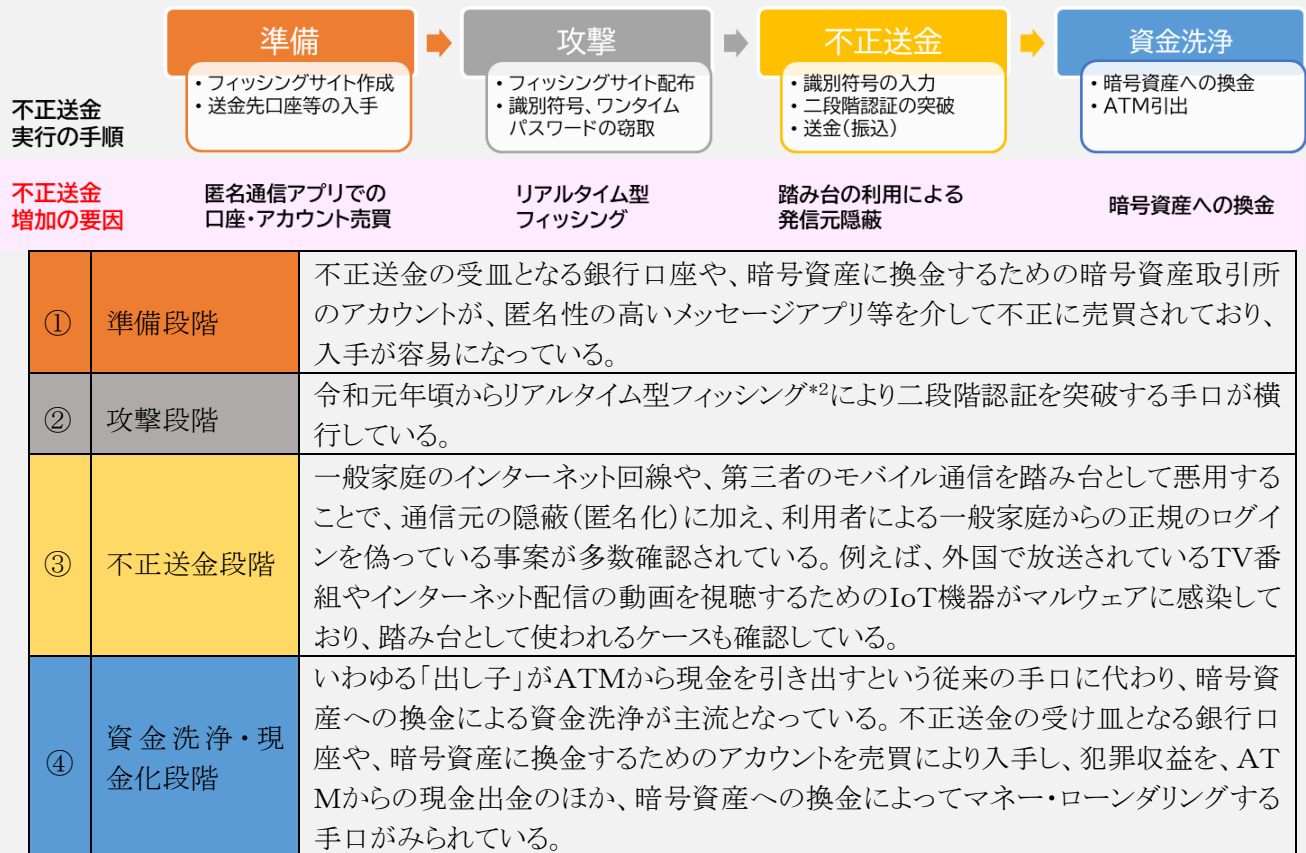 準備
攻撃
不正送金
資金洗浄
不正送金
実行の手順
・フィッシングサイト作成
・送金先口座等の入手
・フィッシングサイト配布
・識別符号、ワンタイム
パスワードの窃取
・識別符号の入力
・二段階認証の突破
・送金(振込)
・暗号資産への換金
・ATM引出
不正送金
増加の要因
匿名通信アプリでの
口座・アカウント売買
リアルタイム型
フィッシング
踏み台の利用による
発信元隠蔽
暗号資産への換金
① 準備段階
不正送金の受皿となる銀行口座や、暗号資産に換金するための暗号資産取引所
のアカウントが、匿名性の高いメッセージアプリ等を介して不正に売買されており、
入手が容易になっている。
② 攻撃段階
令和元年頃からリアルタイム型フィッシング*2により二段階認証を突破する手口が横
行している。
③ 不正送金段階
一般家庭のインターネット回線や、第三者のモバイル通信を踏み台として悪用する
ことで、通信元の隠蔽(匿名化)に加え、利用者による一般家庭からの正規のログイ
ンを偽っている事案が多数確認されている。例えば、外国で放送されているTV番
組やインターネット配信の動画を視聴するためのIoT機器がマルウェアに感染して
おり、踏み台として使われるケースも確認している。
④ 資金洗浄・現
金化段階
いわゆる「出し子」がATMから現金を引き出すという従来の手口に代わり、暗号資
産への換金による資金洗浄が主流となっている。不正送金の受け皿となる銀行口
座や、暗号資産に換金するためのアカウントを売買により入手し、犯罪収益を、AT
Mからの現金出金のほか、暗号資産への換金によってマネー・ローンダリングする
手口がみられている。